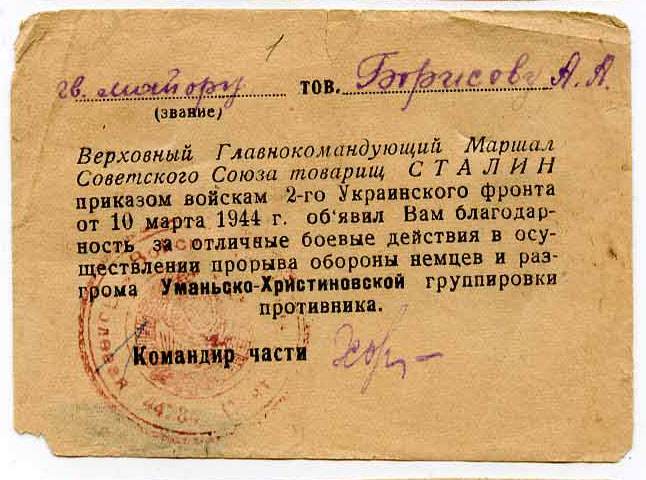 1
гв. майору тов. Борисову А. А.
(звание)
Верховный Главнокомандующий Маршал
Советского Союза товарищ СТАЛИН
приказом войскам 2-го Украинского фронта
от 10 марта 1944 г. об'явил Вам благодар-
ность за отличные боевые действия в осу-
ществлении прорыва обороны немцев и раз-
грома Уманьско-Христиновской группировки
противника.
Командир части